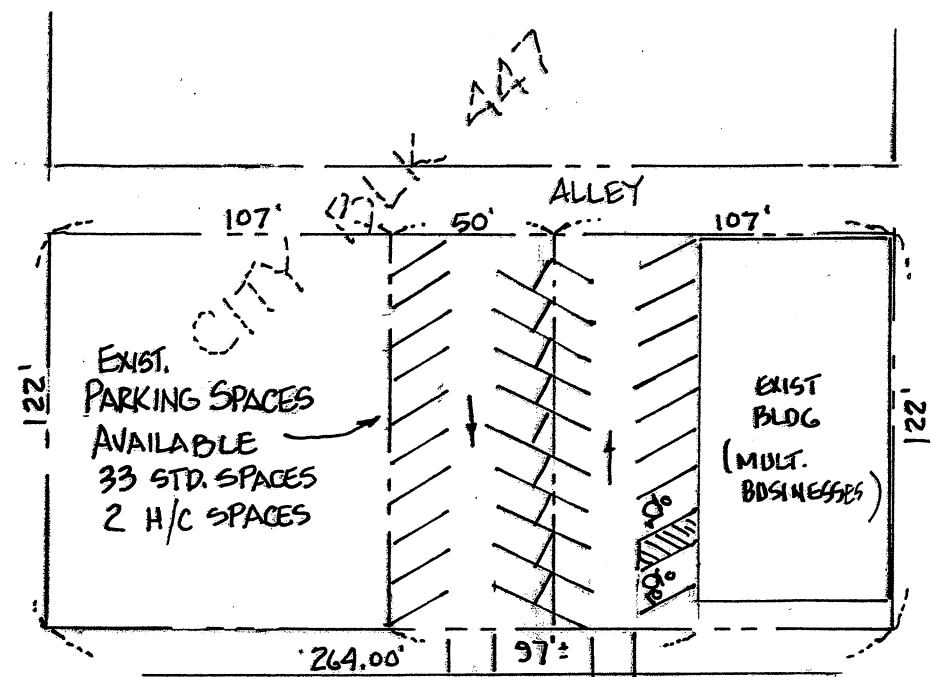 CITY BLK 447
ALLEY
107'
50'
107'
122'
EXIST.
PARKING SPACES
AVAILABLE
33 STD. SPACES
2 H/C SPACES
EXIST
BLDG
(MULT.
BUSINESSES)
122'
264.00'
97'±